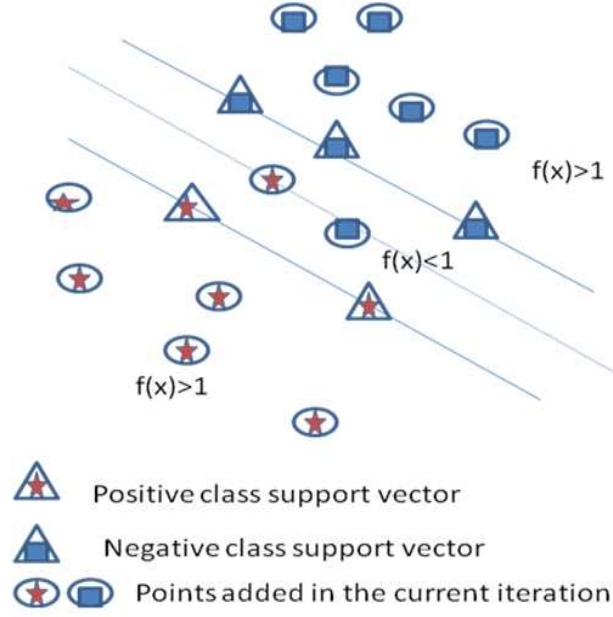 f(x)>1
f(x)<1
f(x)>1
Positive class support vector
Negative class support vector
Points added in the current iteration